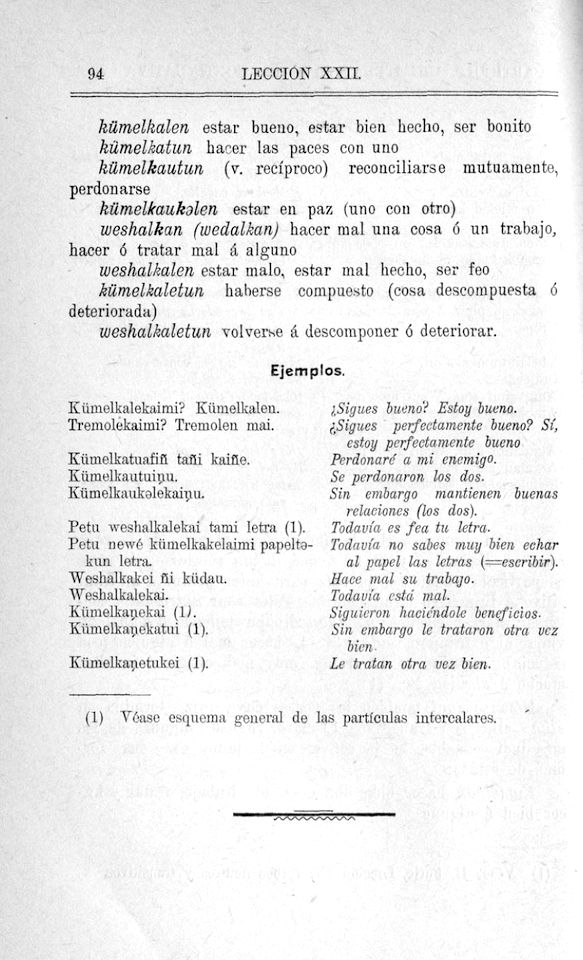 94 LECCIÓN XXII.
kümelkalen estar bueno, estar bien hecho, ser bonito
kümelkatun hacer las paces con uno
kümelkautun (v. recíproco) reconciliarse mutuamente,
perdonarse
kümelkaukəlen estar en paz (uno con otro)
weshalkan (wedalkan) hacer mal una cosa ó un trabajo,
hacer ó tratar mal á alguno
weshalkalen estar malo, estar mal hecho, ser feo
kümelkaletun haberse compuesto (cosa descompuesta ó
deteriorada)
weshalkaletun volverse á descomponer ó deteriorar.
Ejemplos.
Kümelkalekaimi? Kümelkalen. ¿Sigues bueno? Estoy bueno.
Tremolekaimi? Tremolen mai. ¿Sigues perfectamente bueno? Sí,
estoy perfectamente bueno
Kümelkatuafiñ tañi kaiñe. Perdonaré a mi enemigo.
Kümelkautuiṇu. Se perdonaron los dos.
Kümelkaukəlekaiṇu. Sin embargo mantienen buenas
relaciones (los dos).
Petu weshalkalekai tami letra (1). Todavía es fea tu letra.
Petu newé kümelkakelaimi papeltə- Todavía no sabes muy bien echar
kun letra. al papel las letras (=escribir).
Weshalkakei ñi küdau. Hace mal su trabajo.
Weshalkalekai. Todavía está mal.
Kümelkaṇekai (1). Siguieron haciéndole beneficios.
Kümelkaṇekatui (1). Sin embargo le trataron otra vez
bien.
Kümelkaṇetukei (1). Le tratan otra vez bien.
(1) Véase esquema general de las partículas intercalares.